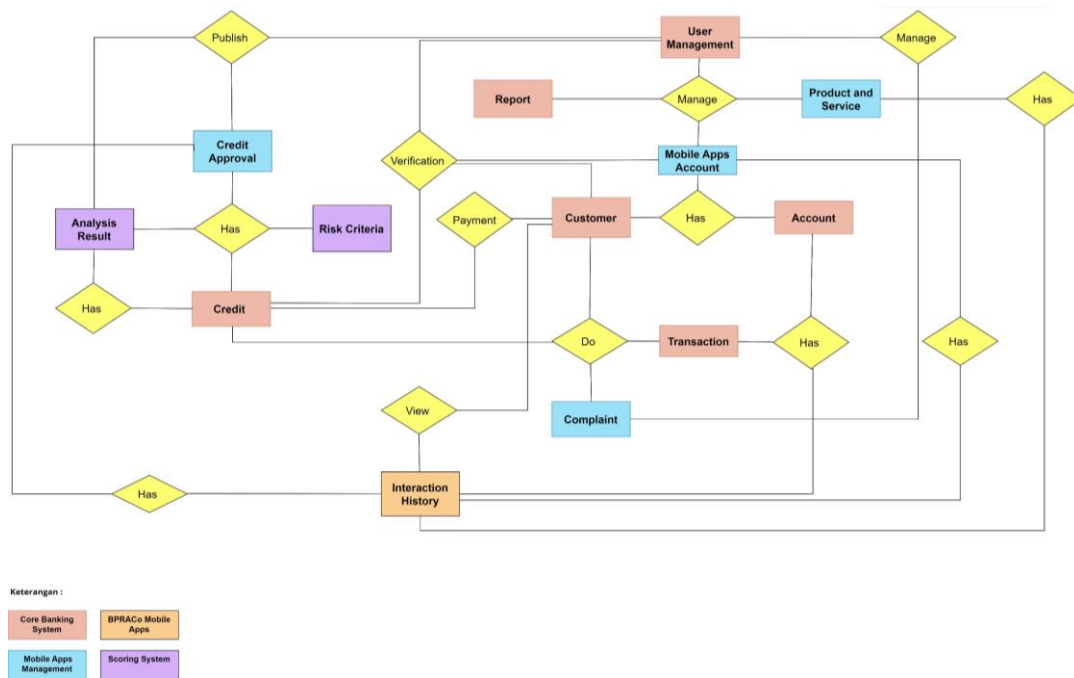 Publish
User
Management
Manage
Report
Manage
Product and
Service
Has
Credit
Approval
Verification
Mobile Apps
Account
Analysis
Result
Has
Risk Criteria
Payment
Customer
Has
Account
Has
Credit
Do
Transaction
Has
Has
View
Complaint
Has
Interaction
History
Keterangan :
Core Banking
System
BPRACo Mobile
Apps
Mobile Apps
Management
Scoring System